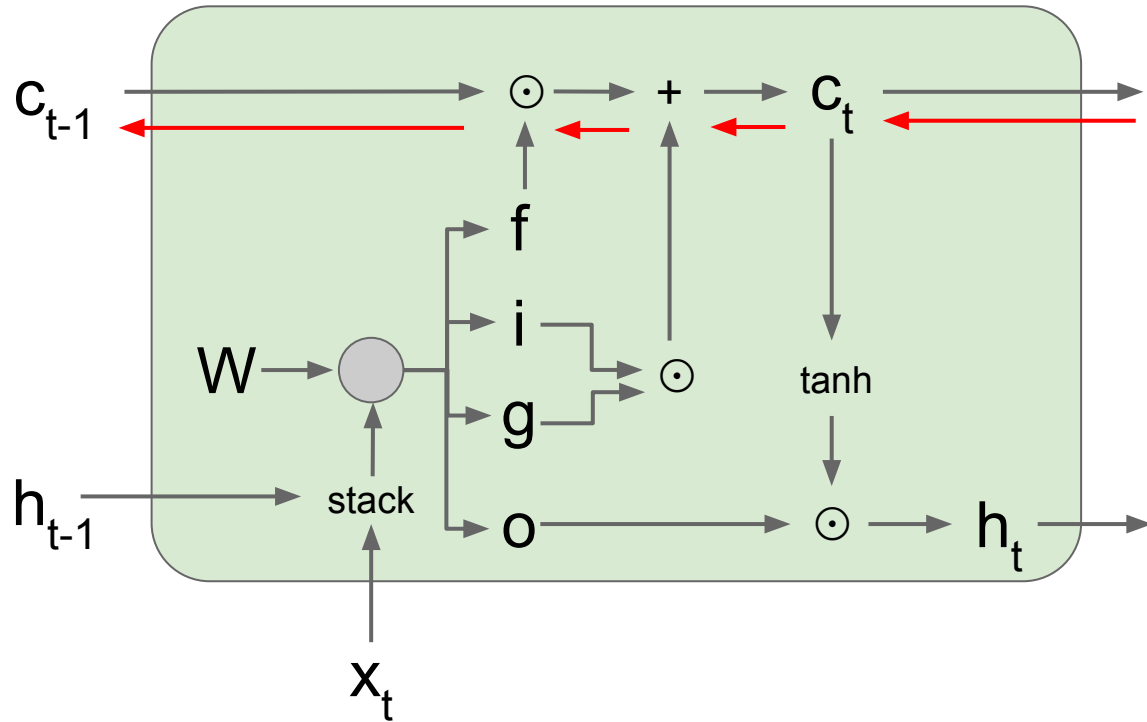 c_{t-1} ⊙ + c_t
f
i
W ⊙ tanh
g
h_{t-1} stack o ⊙ h_t
x_t